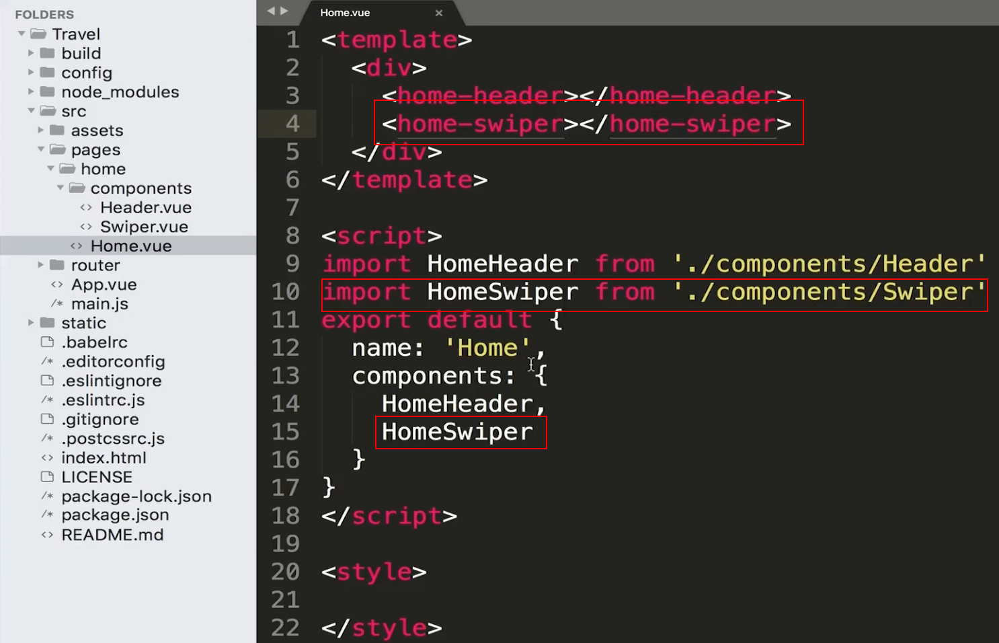 FOLDERS
Travel
build
config
node_modules
src
assets
pages
home
components
Header.vue
Swiper.vue
Home.vue
router
App.vue
main.js
static
.babelrc
.editorconfig
.eslintignore
.eslintrc.js
.gitignore
.postcssrc.js
index.html
LICENSE
package-lock.json
package.json
README.md
Home.vue ×
1 <template>
2 <div>
3 <home-header></home-header>
4 <home-swiper></home-swiper>
5 </div>
6 </template>
7
8 <script>
9 import HomeHeader from './components/Header'
10 import HomeSwiper from './components/Swiper'
11 export default {
12 name: 'Home',
13 components: {
14 HomeHeader,
15 HomeSwiper
16 }
17 }
18 </script>
19
20 <style>
21
22 </style>